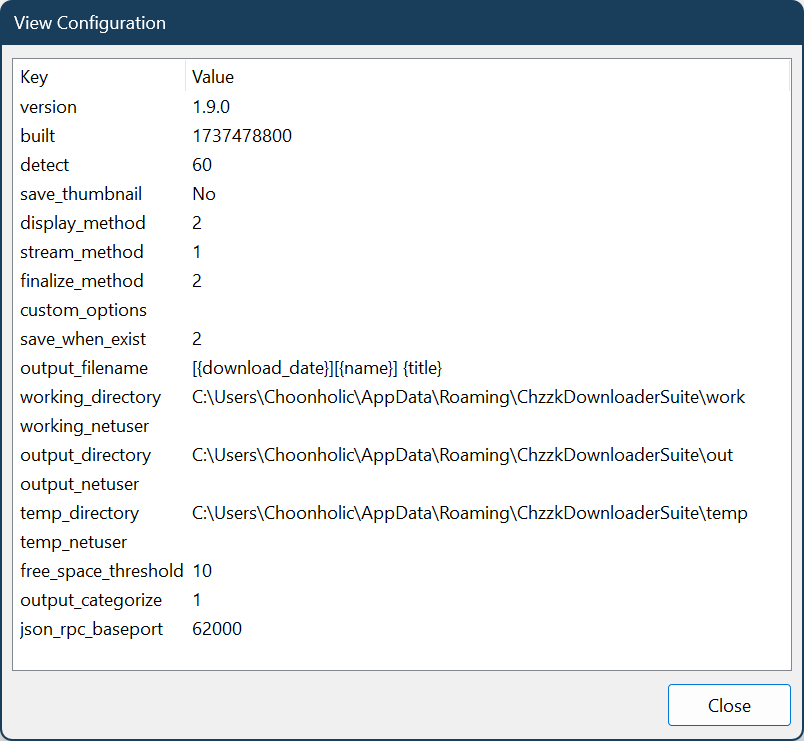 View Configuration
Key Value
version 1.9.0
built 1737478800
detect 60
save_thumbnail No
display_method 2
stream_method 1
finalize_method 2
custom_options
save_when_exist 2
output_filename [{download_date}][{name}] {title}
working_directory C:\Users\Choonholic\AppData\Roaming\ChzzkDownloaderSuite\work
working_netuser
output_directory C:\Users\Choonholic\AppData\Roaming\ChzzkDownloaderSuite\out
output_netuser
temp_directory C:\Users\Choonholic\AppData\Roaming\ChzzkDownloaderSuite\temp
temp_netuser
free_space_threshold 10
output_categorize 1
json_rpc_baseport 62000
Close